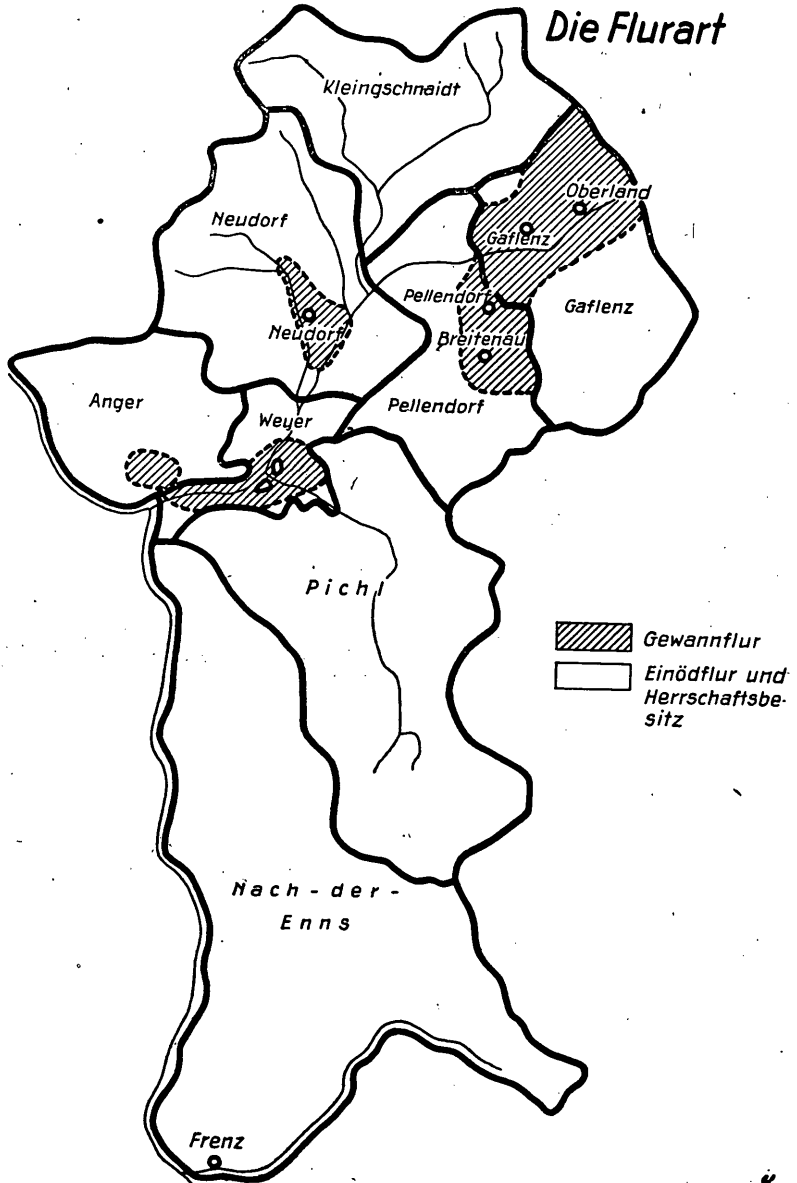 Die Flurart
Kleingschnaidt
Oberland
Neudorf
Gaflenz
Pellendorf
Gaflenz
Neudorf
Breitenau
Anger
Weyer
Pellendorf
Pichl
Gewannflur
Einödflur und
Herrschaftsbe-
sitz
Nach-der-
Enns
Frenz